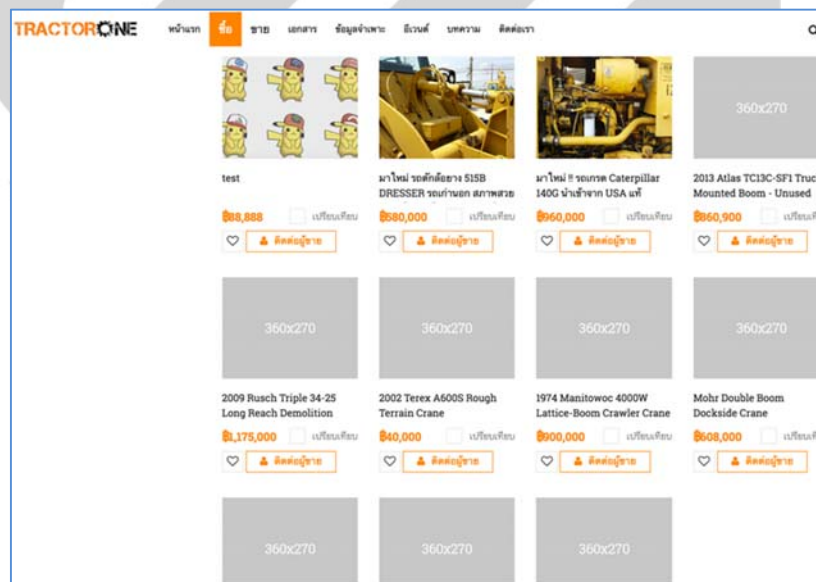 TRACTORONE
หน้าแรก ซื้อ ขาย เอกสาร ข้อมูลจำเพาะ อีเวนต์ บทความ ติดต่อเรา
360x270
test
มาใหม่ รถตักล้อยาง 515B
DRESSER รถเก่านอก สภาพสวย
มาใหม่ !! รถเกรด Caterpillar
140G นำเข้าจาก USA แท้
2013 Atlas TC13C-SF1 Truc
Mounted Boom - Unused
฿88,888 เปรียบเทียบ
฿580,000 เปรียบเทียบ
฿960,000 เปรียบเทียบ
฿860,900 เปรียบเที
ติดต่อผู้ขาย
ติดต่อผู้ขาย
ติดต่อผู้ขาย
ติดต่อผู้ขาย
360x270
360x270
360x270
360x270
2009 Rusch Triple 34-25
Long Reach Demolition
2002 Terex A600S Rough
Terrain Crane
1974 Manitowoc 4000W
Lattice-Boom Crawler Crane
Mohr Double Boom
Dockside Crane
฿1,175,000 เปรียบเทียบ
฿40,000 เปรียบเทียบ
฿900,000 เปรียบเทียบ
฿608,000 เปรียบเที
ติดต่อผู้ขาย
ติดต่อผู้ขาย
ติดต่อผู้ขาย
ติดต่อผู้ขาย
360x270
360x270
360x270